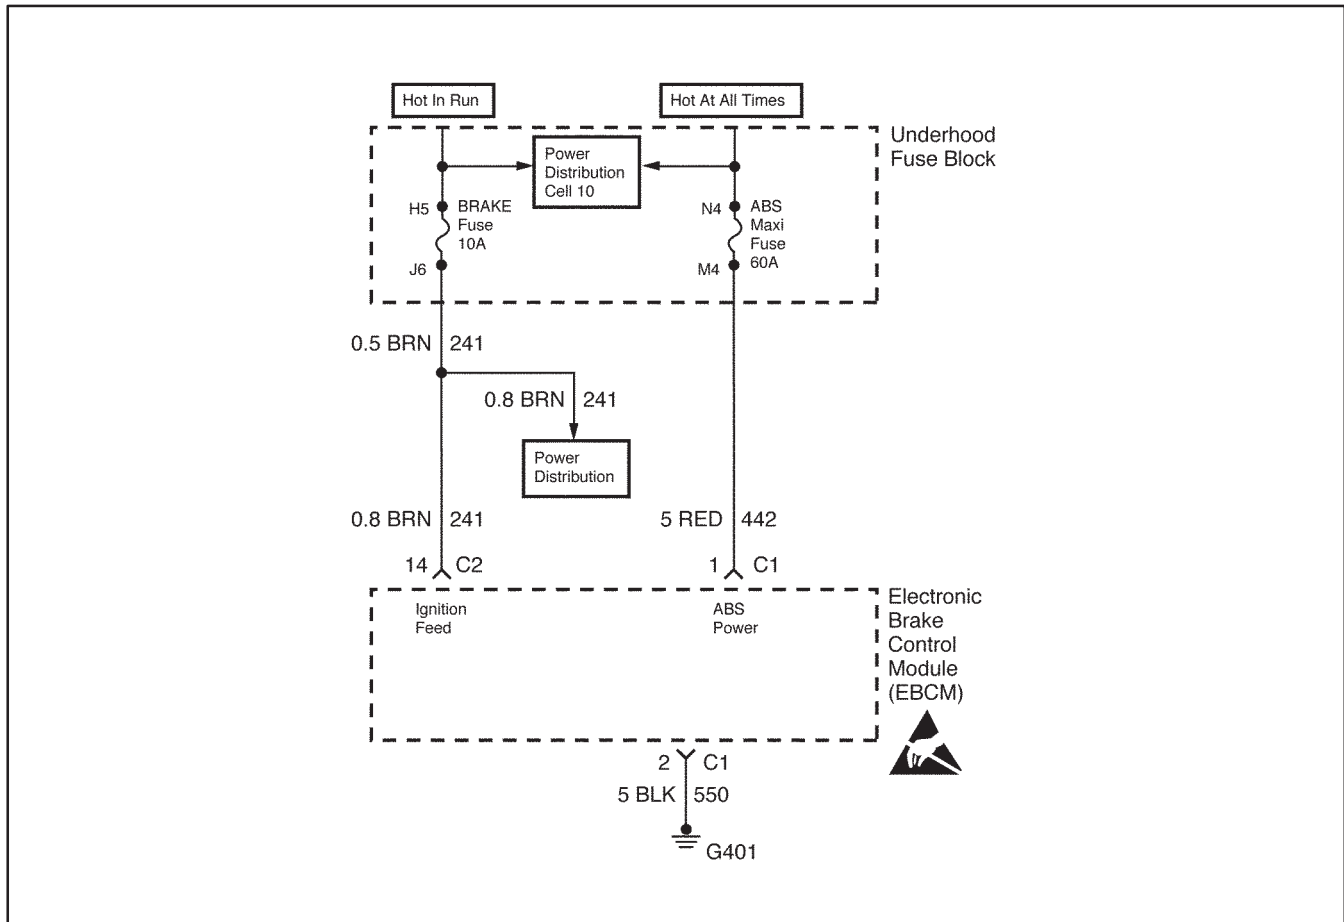 Hot In Run
Hot At All Times
Underhood
Fuse Block
Power
Distribution
Cell 10
H5
BRAKE
Fuse
10A
J6
N4
ABS
Maxi
Fuse
60A
M4
0.5 BRN 241
0.8 BRN 241
Power
Distribution
0.8 BRN 241
5 RED 442
14 C2
1 C1
Ignition
Feed
ABS
Power
Electronic
Brake
Control
Module
(EBCM)
2 C1
5 BLK 550
G401